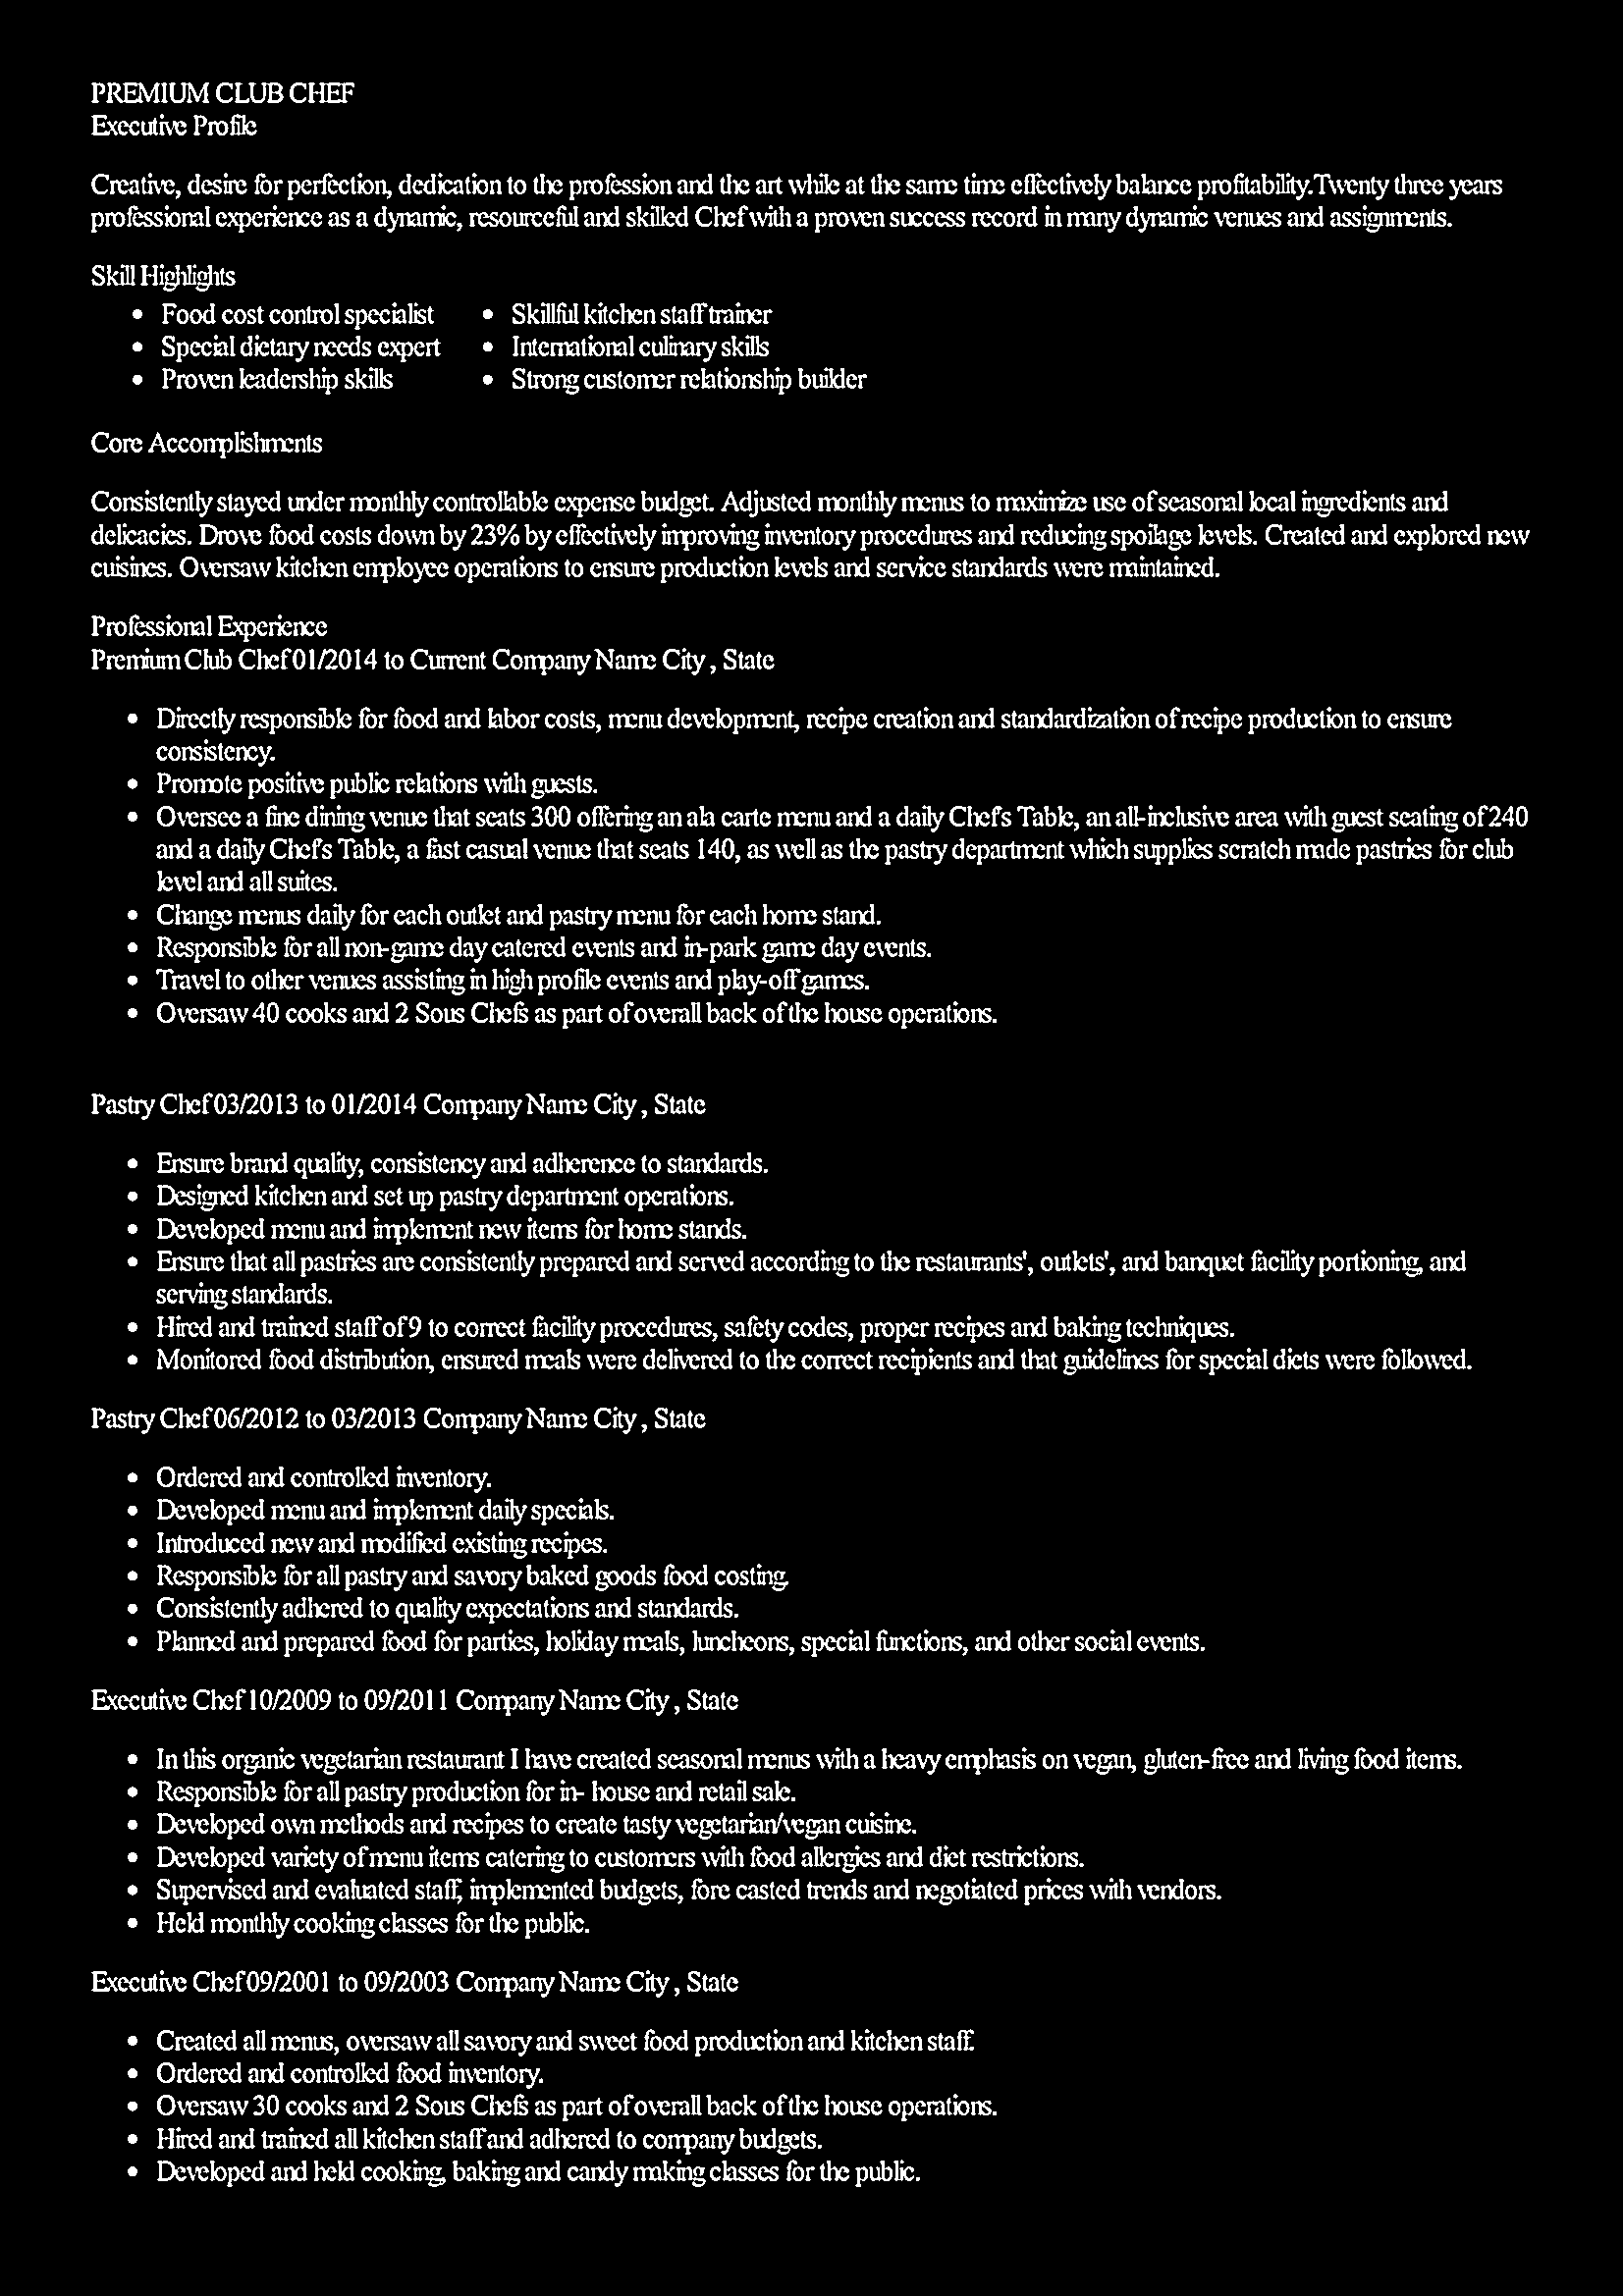 PREMIUM CLUB CHEF
Executive Profile
Creative, desire for perfection, dedication to the profession and the art while at the same time effectively balance profitability.Twenty three years
professional experience as a dynamic, resourceful and skilled Chef with a proven success record in many dynamic venues and assignments.
Skill Highlights
• Food cost control specialist
• Special dietary needs expert
• Proven leadership skills
• Skillful kitchen staff trainer
• International culinary skills
• Strong customer relationship builder
Core Accomplishments
Consistently stayed under monthly controllable expense budget. Adjusted monthly menus to maximize use of seasonal local ingredients and
delicacies. Drove food costs down by 23% by effectively improving inventory procedures and reducing spoilage levels. Created and explored new
cuisines. Oversaw kitchen employee operations to ensure production levels and service standards were maintained.
Professional Experience
Premium Club Chef 01/2014 to Current Company Name City , State
• Directly responsible for food and labor costs, menu development, recipe creation and standardization of recipe production to ensure
consistency.
• Promote positive public relations with guests.
• Oversee a fine dining venue that seats 300 offering an ala carte menu and a daily Chef's Table, an all-inclusive area with guest seating of 240
and a daily Chef's Table, a fast casual venue that seats 140, as well as the pastry department which supplies scratch made pastries for club
level and all suites.
• Change menus daily for each outlet and pastry menu for each home stand.
• Responsible for all non-game day catered events and in-park game day events.
• Travel to other venues assisting in high profile events and play-off games.
• Oversaw 40 cooks and 2 Sous Chefs as part of overall back of the house operations.
Pastry Chef 03/2013 to 01/2014 Company Name City , State
• Ensure brand quality, consistency and adherence to standards.
• Designed kitchen and set up pastry department operations.
• Developed menu and implement new items for home stands.
• Ensure that all pastries are consistently prepared and served according to the restaurants', outlets', and banquet facility portioning, and
serving standards.
• Hired and trained staff of 9 to correct facility procedures, safety codes, proper recipes and baking techniques.
• Monitored food distribution, ensured meals were delivered to the correct recipients and that guidelines for special diets were followed.
Pastry Chef 06/2012 to 03/2013 Company Name City , State
• Ordered and controlled inventory.
• Developed menu and implement daily specials.
• Introduced new and modified existing recipes.
• Responsible for all pastry and savory baked goods food costing.
• Consistently adhered to quality expectations and standards.
• Planned and prepared food for parties, holiday meals, luncheons, special functions, and other social events.
Executive Chef 10/2009 to 09/2011 Company Name City , State
• In this organic vegetarian restaurant I have created seasonal menus with a heavy emphasis on vegan, gluten-free and living food items.
• Responsible for all pastry production for in- house and retail sale.
• Developed own methods and recipes to create tasty vegetarian/vegan cuisine.
• Developed variety of menu items catering to customers with food allergies and diet restrictions.
• Supervised and evaluated staff, implemented budgets, fore casted trends and negotiated prices with vendors.
• Held monthly cooking classes for the public.
Executive Chef 09/2001 to 09/2003 Company Name City , State
• Created all menus, oversaw all savory and sweet food production and kitchen staff.
• Ordered and controlled food inventory.
• Oversaw 30 cooks and 2 Sous Chefs as part of overall back of the house operations.
• Hired and trained all kitchen staff and adhered to company budgets.
• Developed and held cooking, baking and candy making classes for the public.